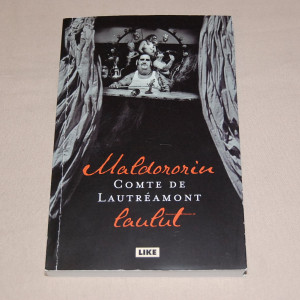 Maldororin
COMTE DE
LAUTRÉAMONT
laulut
LIKE